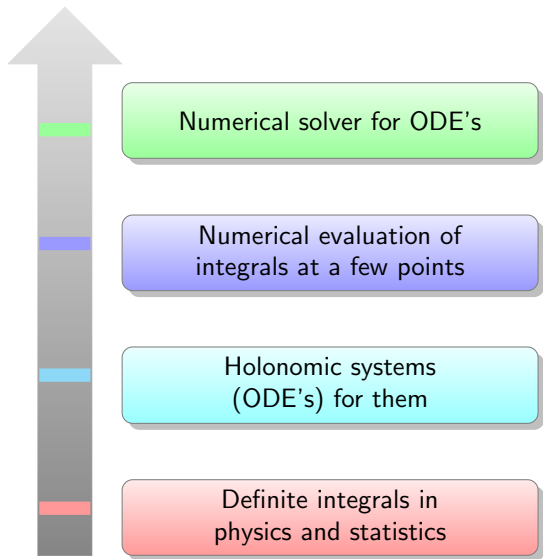 Numerical solver for ODE's
Numerical evaluation of
integrals at a few points
Holonomic systems
(ODE's) for them
Definite integrals in
physics and statistics